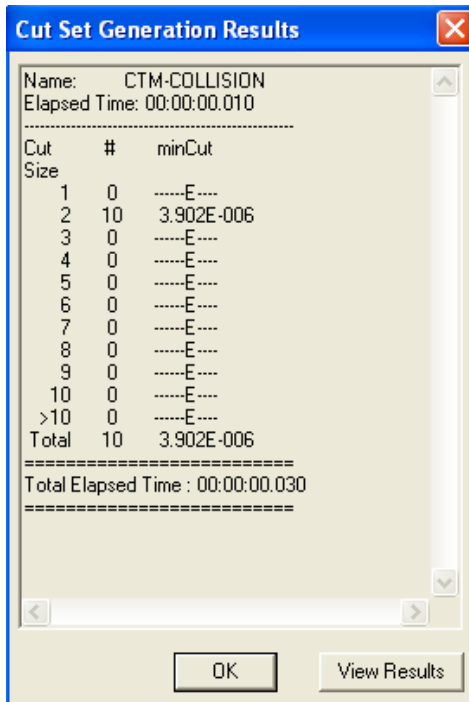 Cut Set Generation Results
Name: CTM-COLLISION
Elapsed Time: 00:00:00.010
--------------------------------------------------
Cut # minCut
Size
1 0 ------E----
2 10 3.902E-006
3 0 ------E----
4 0 ------E----
5 0 ------E----
6 0 ------E----
7 0 ------E----
8 0 ------E----
9 0 ------E----
10 0 ------E----
>10 0 ------E----
Total 10 3.902E-006
==========================
Total Elapsed Time : 00:00:00.030
==========================
OK View Results